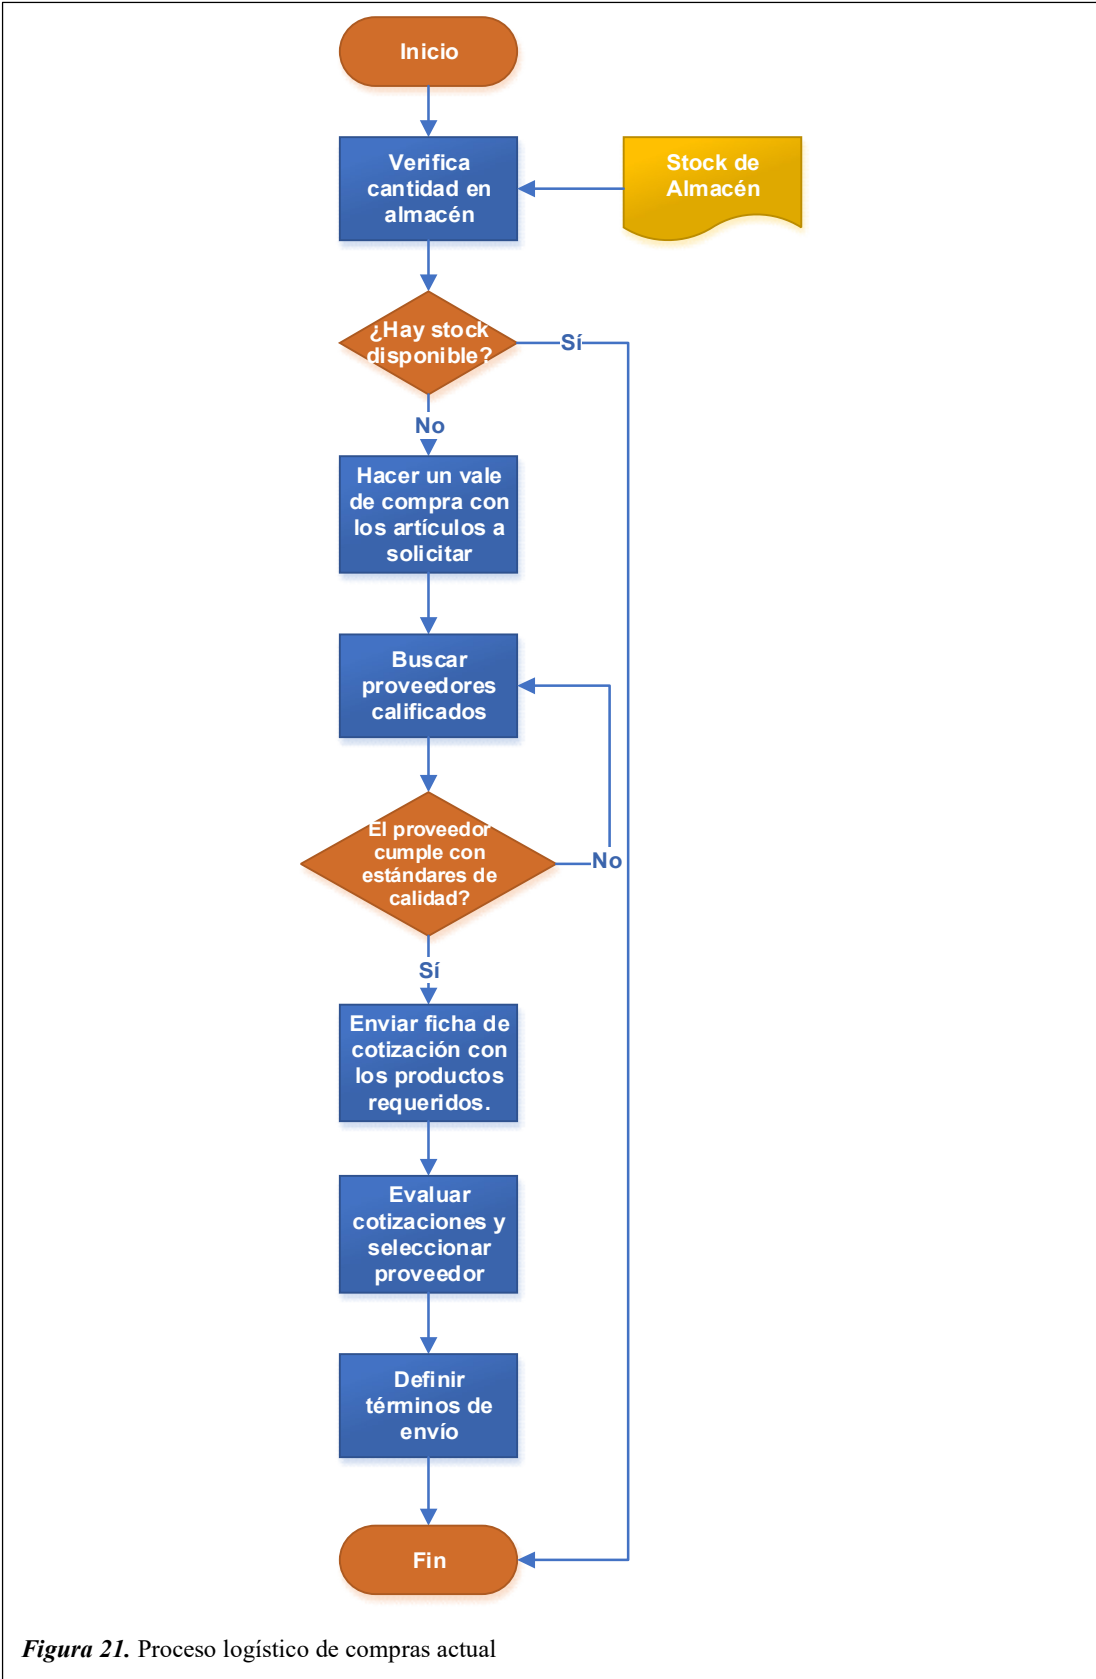 Inicio
Verifica
cantidad en
almacén
Stock de
Almacén
¿Hay stock
disponible?
Sí
No
Hacer un vale
de compra con
los artículos a
solicitar
Buscar
proveedores
calificados
El proveedor
cumple con
estándares de
calidad?
No
Sí
Enviar ficha de
cotización con
los productos
requeridos.
Evaluar
cotizaciones y
seleccionar
proveedor
Definir
términos de
envío
Fin
Figura 21. Proceso logístico de compras actual